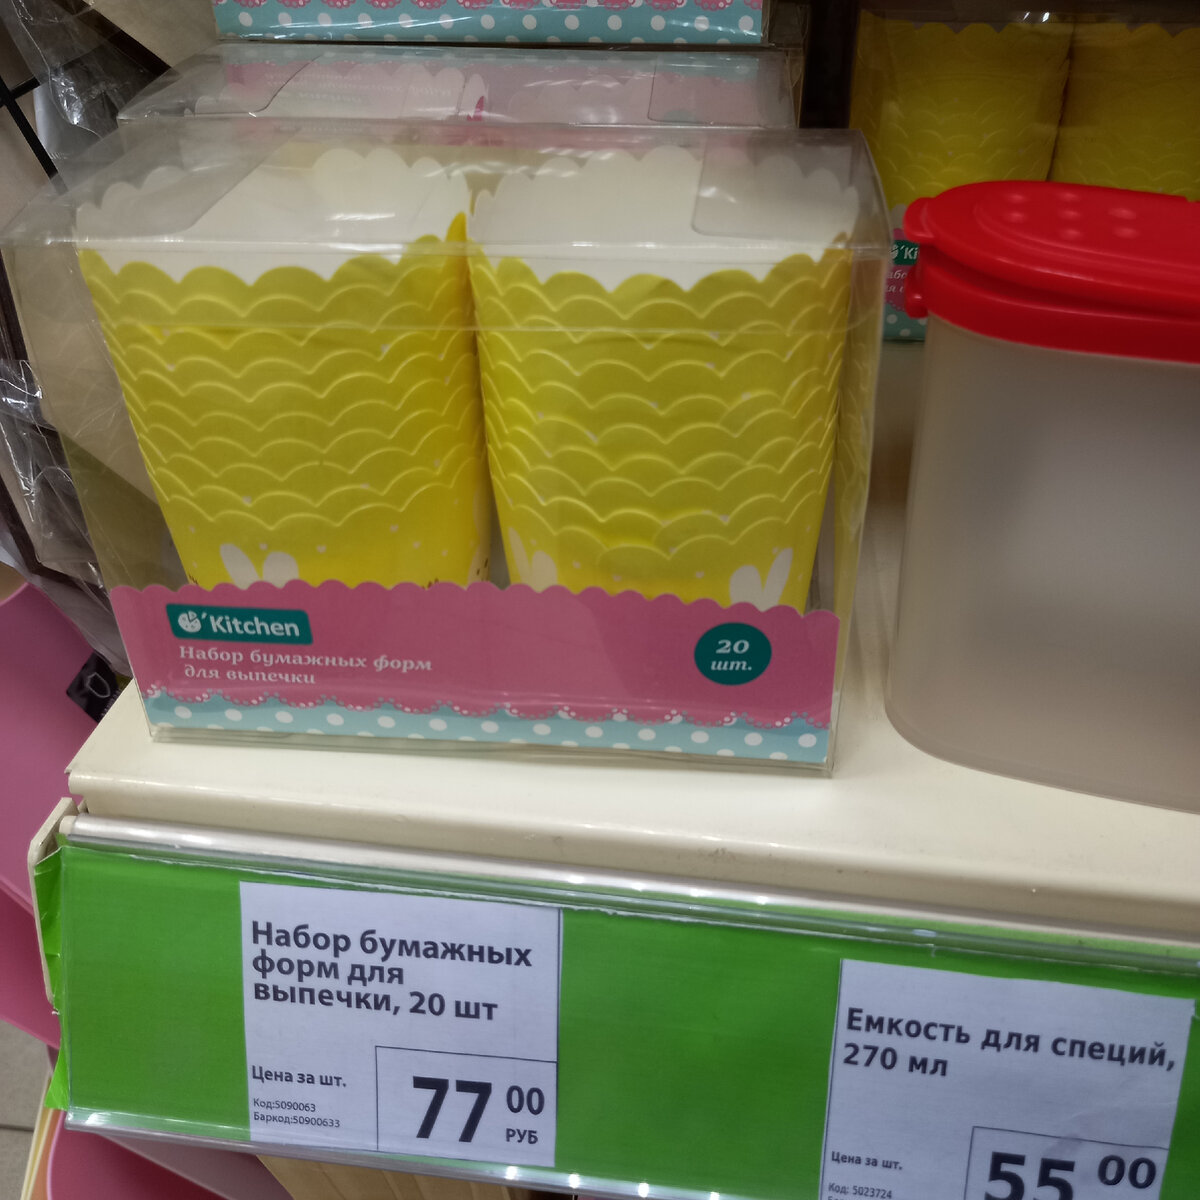 Kitchen
Набор бумажных форм
для выпечки
20
шт.
Набор бумажных
форм для
выпечки, 20 шт
Цена за шт.
Код:5090063
Баркод:50900633
77 00
РУБ
Емкость для специй,
270 мл
Цена за шт.
Код: 5023724
55 00